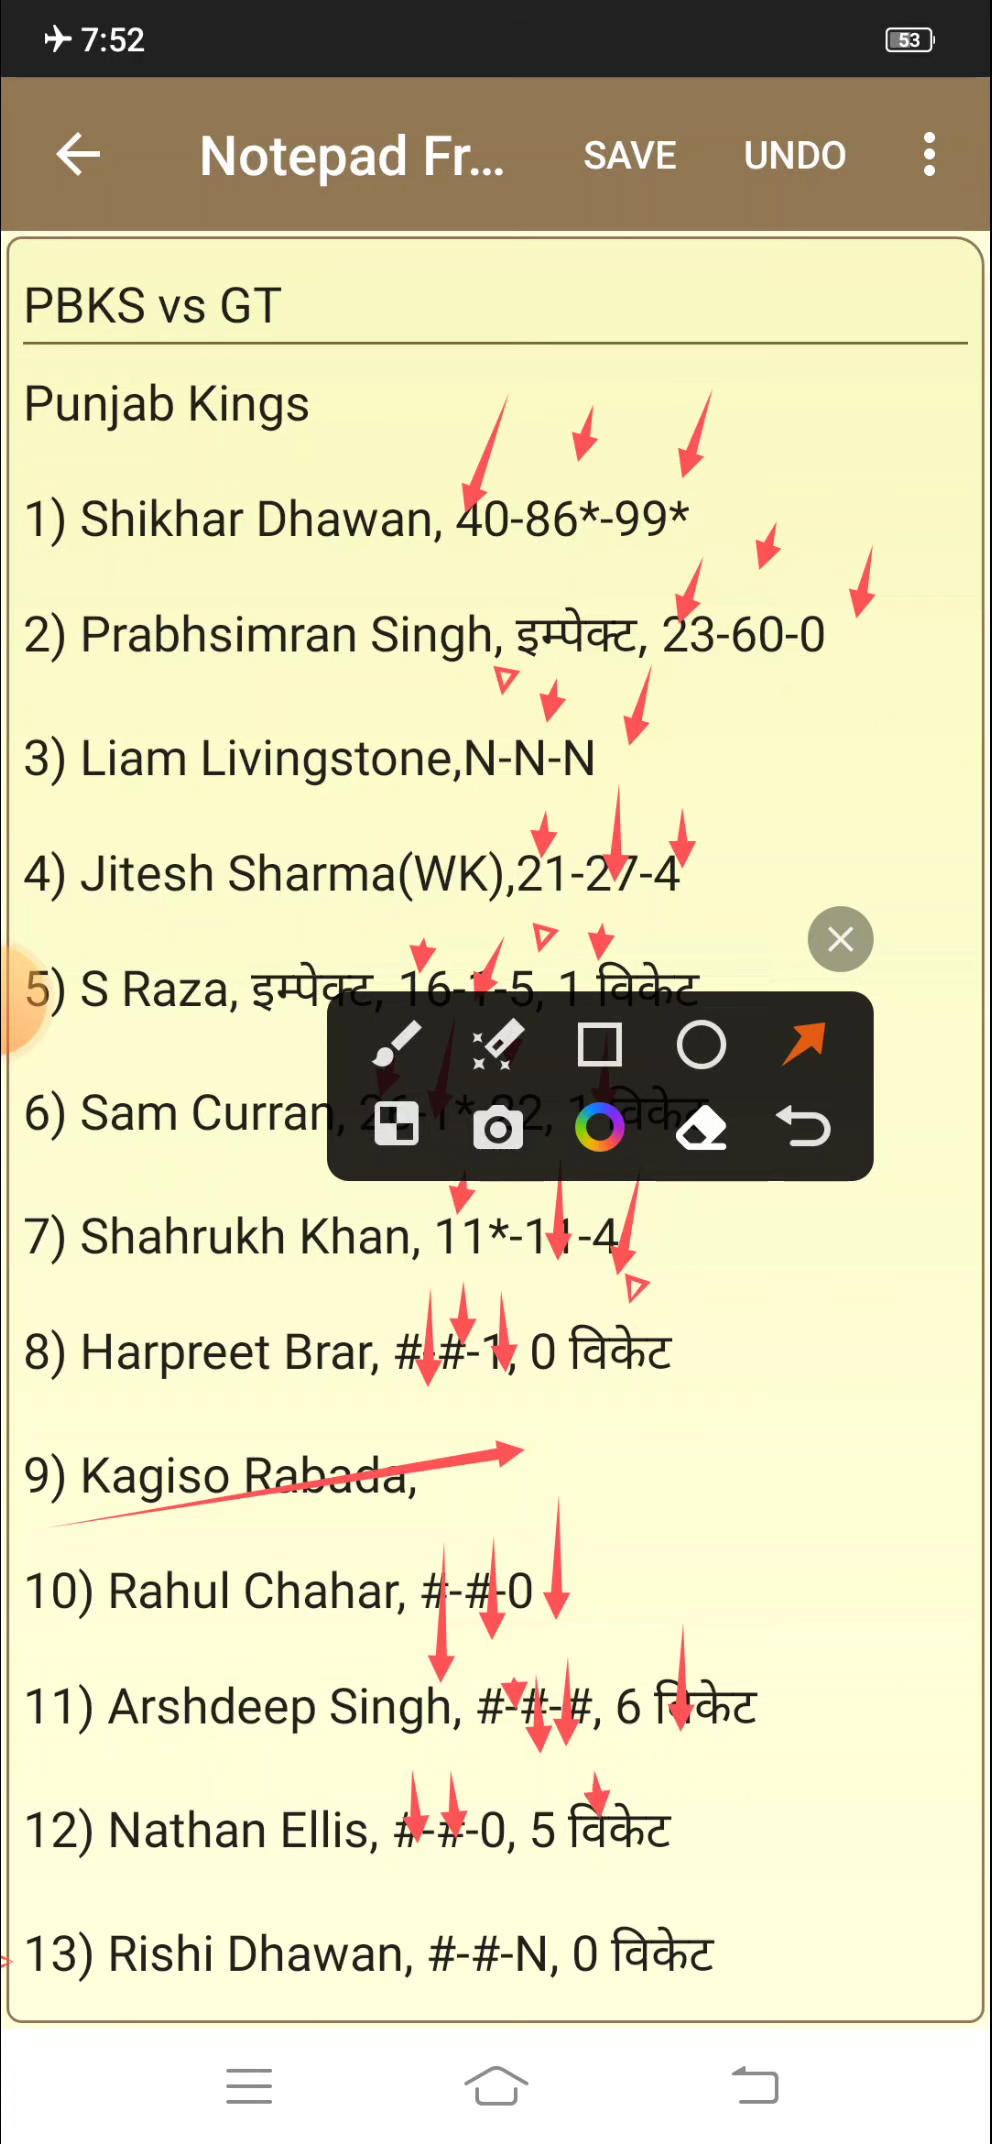 7:52
53
Notepad Fr... SAVE UNDO
PBKS vs GT
Punjab Kings
1) Shikhar Dhawan, 40-86*-99*
2) Prabhsimran Singh, इम्पेक्ट, 23-60-0
3) Liam Livingstone,N-N-N
4) Jitesh Sharma(WK),21-27-4
5) S Raza, इम्पेक्ट, 16-1-5, 1 विकेट
6) Sam Curran, विकेट
7) Shahrukh Khan, 11*-11-4
8) Harpreet Brar, #-#-1, 0 विकेट
9) Kagiso Rabada,
10) Rahul Chahar, #-#-0
11) Arshdeep Singh, #-#-#, 6 विकेट
12) Nathan Ellis, #-#-0, 5 विकेट
13) Rishi Dhawan, #-#-N, 0 विकेट